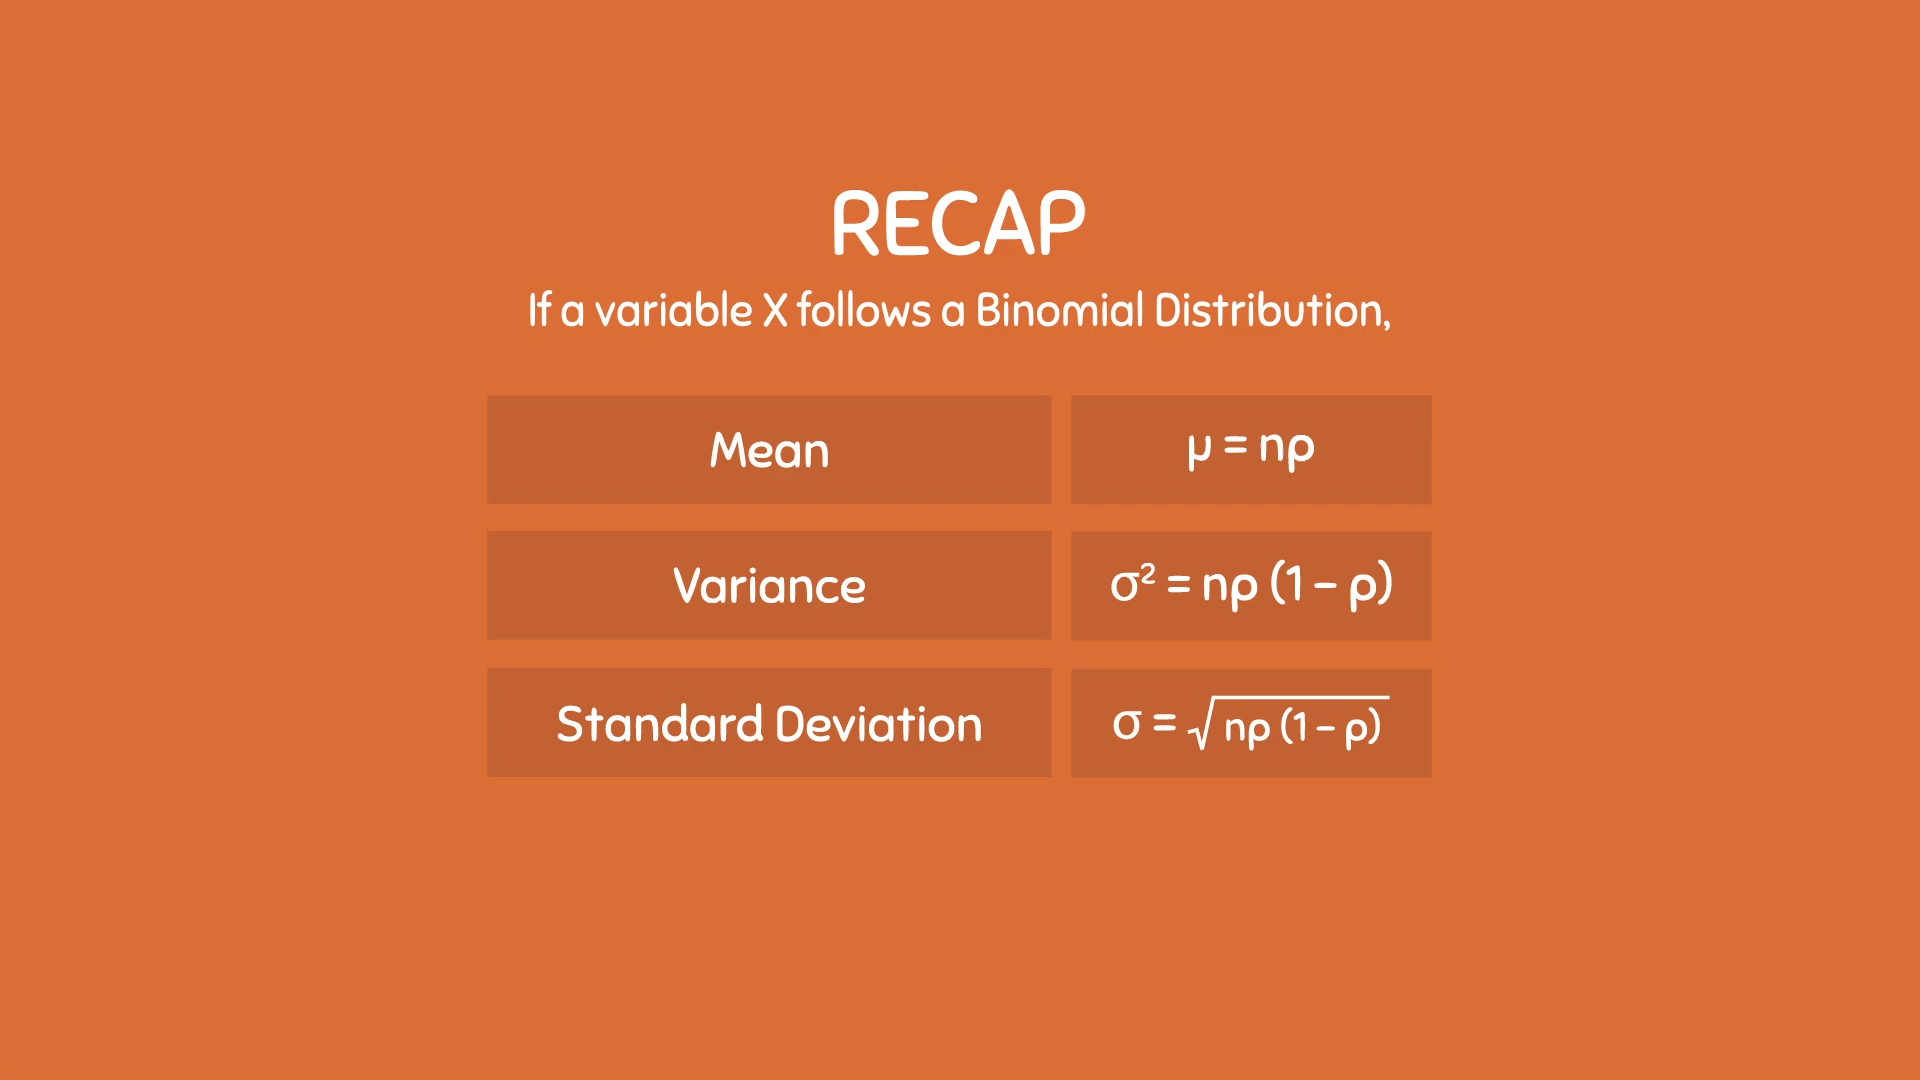 RECAP
If a variable X follows a Binomial Distribution,
Mean μ = np
Variance σ² = np (1 – p)
Standard Deviation σ = √np (1 – p)